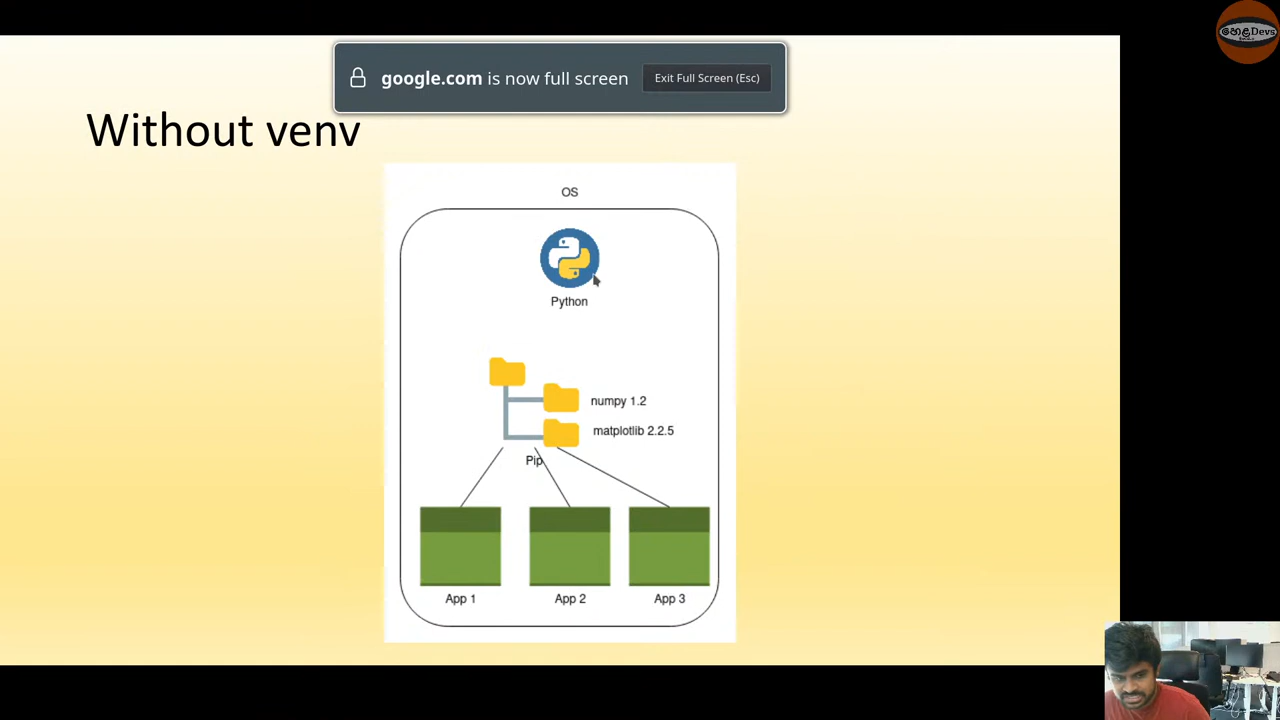 හෙළDevs
google.com is now full screen
Exit Full Screen (Esc)
Without venv
OS
Python
numpy 1.2
matplotlib 2.2.5
Pip
App 1
App 2
App 3